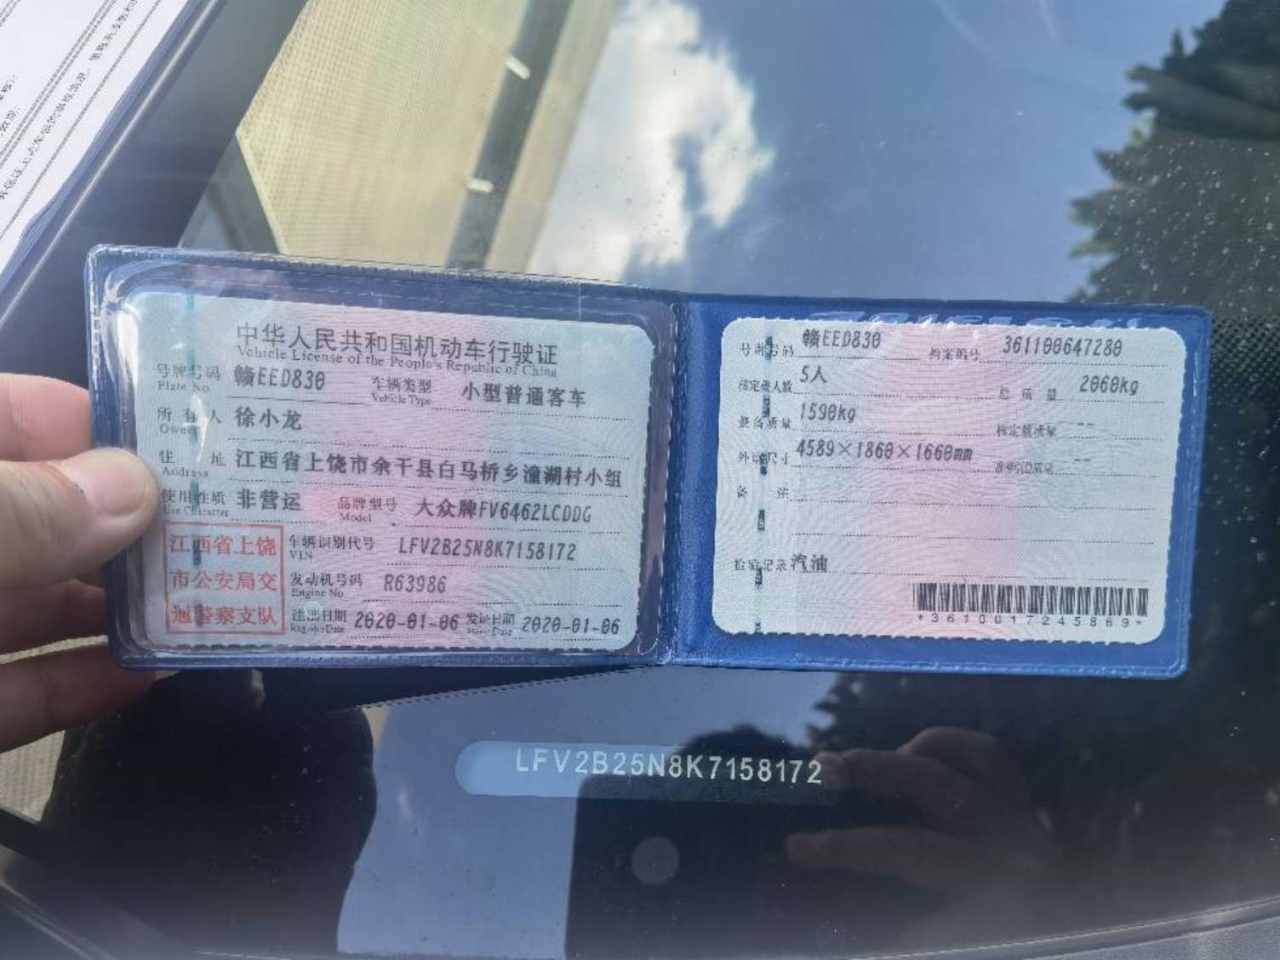 中华人民共和国机动车行驶证
Vehicle License of the People's Republic of China
号牌号码 赣EED830 车辆类型 小型普通客车
Plate No. Vehicle Type
所有人 徐小龙
Owner
住址 江西省上饶市余干县白马桥乡潼湖村小组
Address
使用性质 非营运 品牌型号 大众牌FV6462LCDDG
Use Character Model
江西省上饶
市公安局交
通警察支队
车辆识别代号 LFV2B25N8K7158172
VIN
发动机号码 R63986
Engine No.
注册日期 2020-01-06 发证日期 2020-01-06
Register Date Issue Date
号牌号码 赣EED830 档案编号 361100647280
核定载人数 5人 总质量 2060kg
整备质量 1590kg 核定载质量 --
外廓尺寸 4589×1860×1660mm 准牵引总质量 --
备注
检验记录 汽油
*3610017245869*
LFV2B25N8K7158172